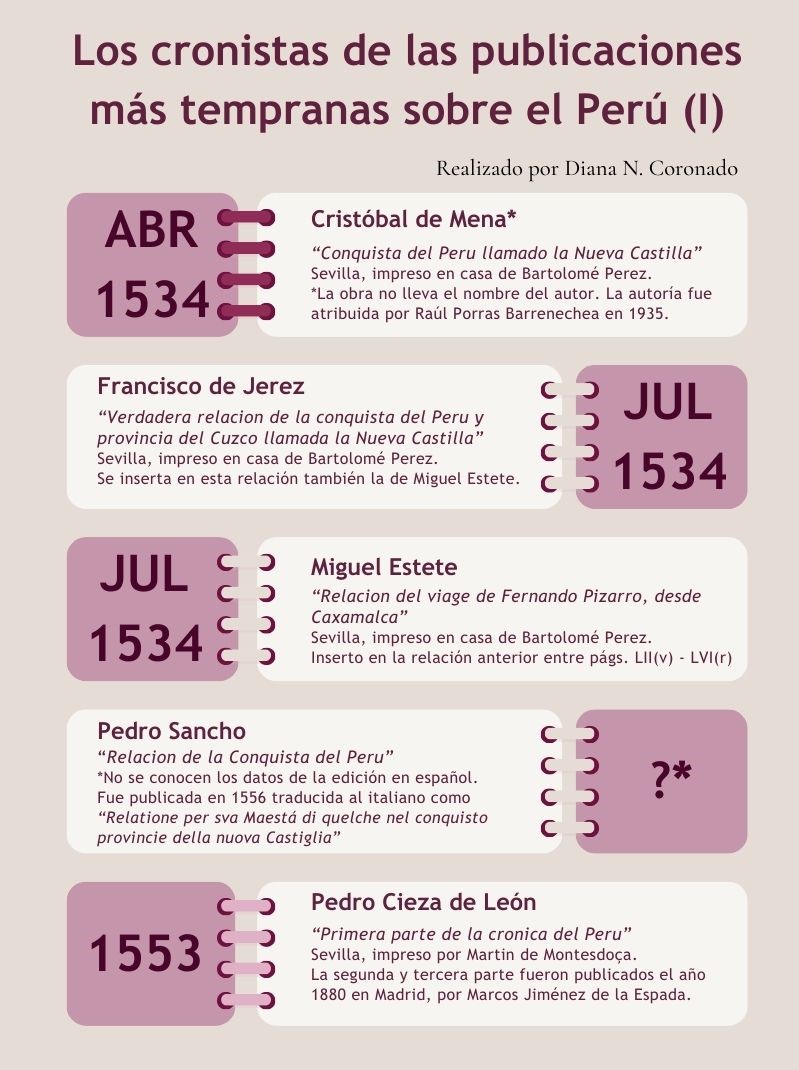 Los cronistas de las publicaciones
más tempranas sobre el Perú (I)
Realizado por Diana N. Coronado
ABR
1534
Cristóbal de Mena*
“Conquista del Peru llamado la Nueva Castilla”
Sevilla, impreso en casa de Bartolomé Perez.
*La obra no lleva el nombre del autor. La autoría fue
atribuida por Raúl Porras Barrenechea en 1935.
Francisco de Jerez
“Verdadera relacion de la conquista del Peru y
provincia del Cuzco llamada la Nueva Castilla”
Sevilla, impreso en casa de Bartolomé Perez.
Se inserta en esta relación también la de Miguel Estete.
JUL
1534
JUL
1534
Miguel Estete
“Relacion del viage de Fernando Pizarro, desde
Caxamalca”
Sevilla, impreso en casa de Bartolomé Perez.
Inserto en la relación anterior entre págs. LII(v) - LVI(r)
Pedro Sancho
“Relacion de la Conquista del Peru”
*No se conocen los datos de la edición en español.
Fue publicada en 1556 traducida al italiano como
“Relatione per sva Maestá di quelche nel conquisto
provincie della nuova Castiglia”
?*
1553
Pedro Cieza de León
“Primera parte de la cronica del Peru”
Sevilla, impreso por Martin de Montesdoça.
La segunda y tercera parte fueron publicados el año
1880 en Madrid, por Marcos Jiménez de la Espada.